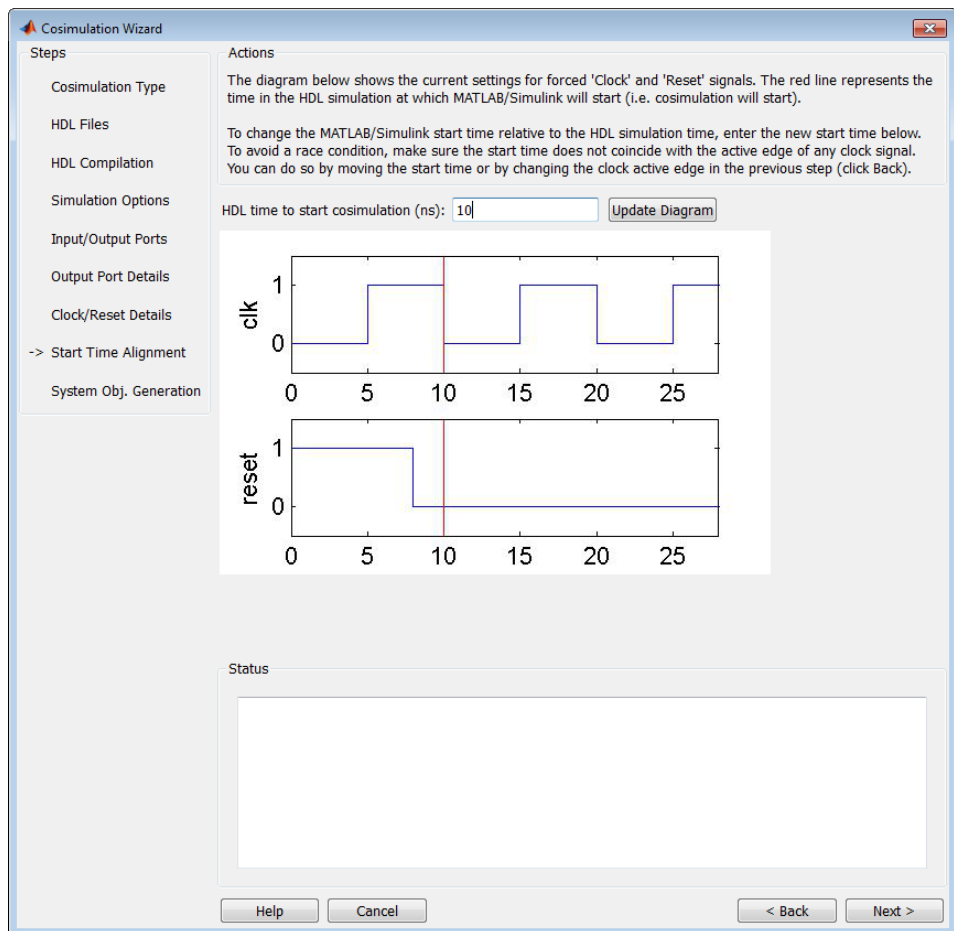 Cosimulation Wizard
Steps
Cosimulation Type
HDL Files
HDL Compilation
Simulation Options
Input/Output Ports
Output Port Details
Clock/Reset Details
-> Start Time Alignment
System Obj. Generation
Actions
The diagram below shows the current settings for forced 'Clock' and 'Reset' signals. The red line represents the
time in the HDL simulation at which MATLAB/Simulink will start (i.e. cosimulation will start).
To change the MATLAB/Simulink start time relative to the HDL simulation time, enter the new start time below.
To avoid a race condition, make sure the start time does not coincide with the active edge of any clock signal.
You can do so by moving the start time or by changing the clock active edge in the previous step (click Back).
HDL time to start cosimulation (ns): 10 Update Diagram
clk
1
0
0 5 10 15 20 25
reset
1
0
0 5 10 15 20 25
Status
Help Cancel < Back Next >